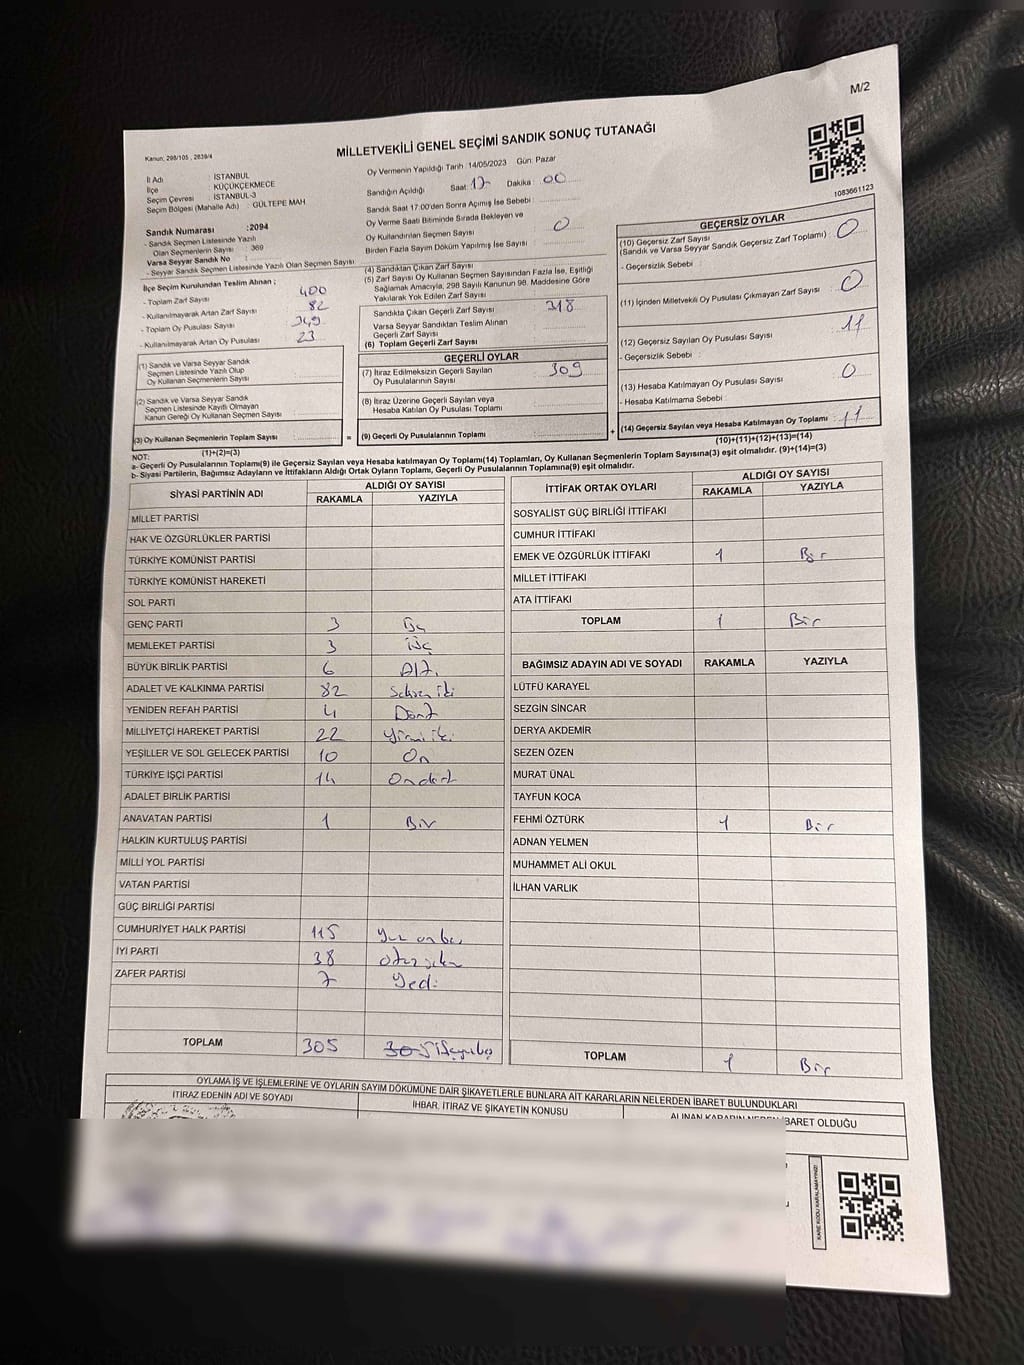 M/2
Kanun, 298/105 , 2839/4
MİLLETVEKİLİ GENEL SEÇİMİ SANDIK SONUÇ TUTANAĞI
1083661123
İl Adı : İSTANBUL
İlçe : KÜÇÜKÇEKMECE
Seçim Çevresi : İSTANBUL-3
Seçim Bölgesi (Mahalle Adı) : GÜLTEPE MAH
Sandık Numarası :2094
- Sandık Seçmen Listesinde Yazılı
Olan Seçmenlerin Sayısı : 369
Varsa Seyyar Sandık No :
- Seyyar Sandık Seçmen Listesinde Yazılı Olan Seçmen Sayısı
İlçe Seçim Kurulundan Teslim Alınan ;
- Toplam Zarf Sayısı 400
- Kullanılmayarak Artan Zarf Sayısı 82
- Toplam Oy Pusulası Sayısı
- Kullanılmayarak Artan Oy Pusulası 23
Oy Vermenin Yapıldığı Tarih :14/05/2023 Gün: Pazar
Sandığın Açıldığı Saat 17 Dakika : 00
Sandık Saat 17:00'den Sonra Açımış İse Sebebi :
Oy Verme Saati Bitiminde Sırada Bekleyen ve
Oy Kullandırılan Seçmen Sayısı : 0
Birden Fazla Sayım Döküm Yapılmış İse Sayısı :
(4) Sandıktan Çıkan Zarf Sayısı
(5) Zarf Sayısı Oy Kullanan Seçmen Sayısından Fazla İse, Eşitliği
Sağlamak Amacıyla, 298 Sayılı Kanunun 98. Maddesine Göre
Yakılarak Yok Edilen Zarf Sayısı
Sandıkta Çıkan Geçerli Zarf Sayısı : 318
Varsa Seyyar Sandıktan Teslim Alınan
Geçerli Zarf Sayısı
(6) Toplam Geçerli Zarf Sayısı
GEÇERSİZ OYLAR
(10) Geçersiz Zarf Sayısı 0
(Sandık ve Varsa Seyyar Sandık Geçersiz Zarf Toplamı) :
- Geçersizlik Sebebi :
(11) İçinden Milletvekili Oy Pusulası Çıkmayan Zarf Sayısı : 0
(12) Geçersiz Sayılan Oy Pusulası Sayısı : 11
- Geçersizlik Sebebi :
(13) Hesaba Katılmayan Oy Pusulası Sayısı : 0
- Hesaba Katılmama Sebebi :
(14) Geçersiz Sayılan veya Hesaba Katılmayan Oy Toplamı : 11
(10)+(11)+(12)+(13)=(14)
(1) Sandık ve Varsa Seyyar Sandık
Seçmen Listesinde Yazılı Olup
Oy Kullanan Seçmenlerin Sayısı :
(2) Sandık ve Varsa Seyyar Sandık
Seçmen Listesinde Kayıtlı Olmayan
Kanun Gereği Oy Kullanan Seçmen Sayısı :
(3) Oy Kullanan Seçmenlerin Toplam Sayısı :
(1)+(2)=(3)
GEÇERLİ OYLAR
(7) İtiraz Edilmeksizin Geçerli Sayılan
Oy Pusulalarının Sayısı : 309
(8) İtiraz Üzerine Geçerli Sayılan veya
Hesaba Katılan Oy Pusulası Toplamı :
(9) Geçerli Oy Pusulalarının Toplamı :
= +
NOT:
a- Geçerli Oy Pusulalarının Toplamı(9) ile Geçersiz Sayılan veya Hesaba katılmayan Oy Toplamı(14) Toplamları, Oy Kullanan Seçmenlerin Toplam Sayısına(3) eşit olmalıdır. (9)+(14)=(3)
b- Siyasi Partilerin, Bağımsız Adayların ve İttifakların Aldığı Ortak Oyların Toplamı, Geçerli Oy Pusulalarının Toplamına(9) eşit olmalıdır.
SİYASİ PARTİNİN ADI ALDIĞI OY SAYISI
RAKAMLA YAZIYLA
MİLLET PARTİSİ
HAK VE ÖZGÜRLÜKLER PARTİSİ
TÜRKİYE KOMÜNİST PARTİSİ
TÜRKİYE KOMÜNİST HAREKETİ
SOL PARTİ
GENÇ PARTİ 3 Üç
MEMLEKET PARTİSİ 3 üç
BÜYÜK BİRLİK PARTİSİ 6 Altı
ADALET VE KALKINMA PARTİSİ 82 Seksen iki
YENİDEN REFAH PARTİSİ 4 Dört
MİLLİYETÇİ HAREKET PARTİSİ 22 Yirmi iki
YEŞİLLER VE SOL GELECEK PARTİSİ 10 On
TÜRKİYE İŞÇİ PARTİSİ 14 Ondört
ADALET BİRLİK PARTİSİ
ANAVATAN PARTİSİ 1 Bir
HALKIN KURTULUŞ PARTİSİ
MİLLİ YOL PARTİSİ
VATAN PARTİSİ
GÜÇ BİRLİĞİ PARTİSİ
CUMHURİYET HALK PARTİSİ 115 Yüz onbeş
İYİ PARTİ 38 Otuzsekiz
ZAFER PARTİSİ 7 Yedi
TOPLAM 305 305
İTTİFAK ORTAK OYLARI ALDIĞI OY SAYISI
RAKAMLA YAZIYLA
SOSYALİST GÜÇ BİRLİĞİ İTTİFAKI
CUMHUR İTTİFAKI
EMEK VE ÖZGÜRLÜK İTTİFAKI 1 Bir
MİLLET İTTİFAKI
ATA İTTİFAKI
TOPLAM 1 Bir
BAĞIMSIZ ADAYIN ADI VE SOYADI RAKAMLA YAZIYLA
LÜTFÜ KARAYEL
SEZGİN SİNCAR
DERYA AKDEMİR
SEZEN ÖZEN
MURAT ÜNAL
TAYFUN KOCA
FEHMİ ÖZTÜRK 1 Bir
ADNAN YELMEN
MUHAMMET ALİ OKUL
İLHAN VARLIK
TOPLAM 1 Bir
OYLAMA İŞ VE İŞLEMLERİNE VE OYLARIN SAYIM DÖKÜMÜNE DAİR ŞİKAYETLERLE BUNLARA AİT KARARLARIN NELERDEN İBARET BULUNDUKLARI
İTİRAZ EDENİN ADI VE SOYADI İHBAR, İTİRAZ VE ŞİKAYETİN KONUSU ALINAN KARARIN NEDEN İBARET OLDUĞU
KARE KODU KARALAMAYINIZ!